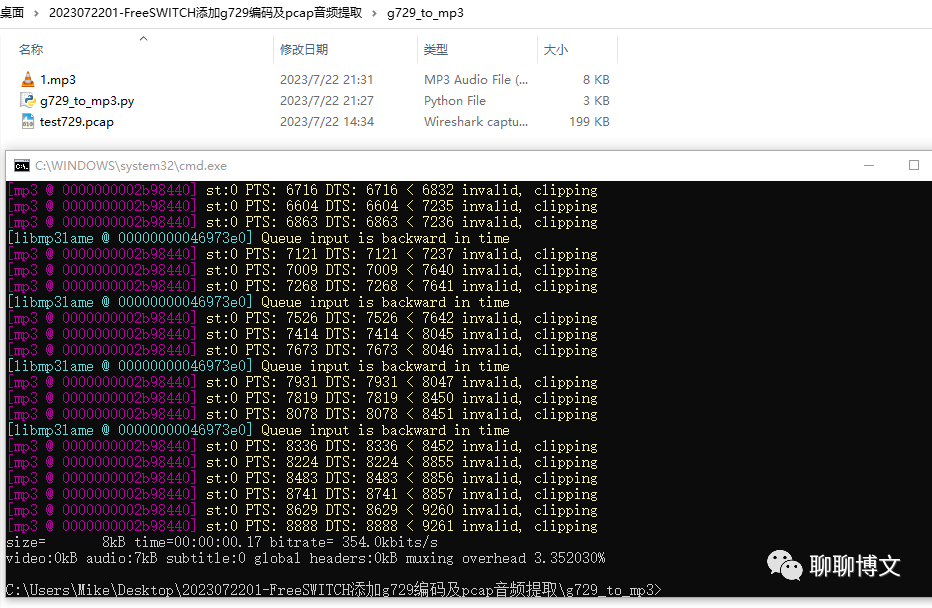 桌面 › 2023072201-FreeSWITCH添加g729编码及pcap音频提取 › g729_to_mp3
名称 修改日期 类型 大小
1.mp3 2023/7/22 21:31 MP3 Audio File (... 8 KB
g729_to_mp3.py 2023/7/22 21:27 Python File 3 KB
test729.pcap 2023/7/22 14:34 Wireshark captu... 199 KB
C:\WINDOWS\system32\cmd.exe
[mp3 @ 0000000002b98440] st:0 PTS: 6716 DTS: 6716 < 6832 invalid, clipping
[mp3 @ 0000000002b98440] st:0 PTS: 6604 DTS: 6604 < 7235 invalid, clipping
[mp3 @ 0000000002b98440] st:0 PTS: 6863 DTS: 6863 < 7236 invalid, clipping
[libmp3lame @ 00000000046973e0] Queue input is backward in time
[mp3 @ 0000000002b98440] st:0 PTS: 7121 DTS: 7121 < 7237 invalid, clipping
[mp3 @ 0000000002b98440] st:0 PTS: 7009 DTS: 7009 < 7640 invalid, clipping
[mp3 @ 0000000002b98440] st:0 PTS: 7268 DTS: 7268 < 7641 invalid, clipping
[libmp3lame @ 00000000046973e0] Queue input is backward in time
[mp3 @ 0000000002b98440] st:0 PTS: 7526 DTS: 7526 < 7642 invalid, clipping
[mp3 @ 0000000002b98440] st:0 PTS: 7414 DTS: 7414 < 8045 invalid, clipping
[mp3 @ 0000000002b98440] st:0 PTS: 7673 DTS: 7673 < 8046 invalid, clipping
[libmp3lame @ 00000000046973e0] Queue input is backward in time
[mp3 @ 0000000002b98440] st:0 PTS: 7931 DTS: 7931 < 8047 invalid, clipping
[mp3 @ 0000000002b98440] st:0 PTS: 7819 DTS: 7819 < 8450 invalid, clipping
[mp3 @ 0000000002b98440] st:0 PTS: 8078 DTS: 8078 < 8451 invalid, clipping
[libmp3lame @ 00000000046973e0] Queue input is backward in time
[mp3 @ 0000000002b98440] st:0 PTS: 8336 DTS: 8336 < 8452 invalid, clipping
[mp3 @ 0000000002b98440] st:0 PTS: 8224 DTS: 8224 < 8855 invalid, clipping
[mp3 @ 0000000002b98440] st:0 PTS: 8483 DTS: 8483 < 8856 invalid, clipping
[mp3 @ 0000000002b98440] st:0 PTS: 8741 DTS: 8741 < 8857 invalid, clipping
[mp3 @ 0000000002b98440] st:0 PTS: 8629 DTS: 8629 < 9260 invalid, clipping
[mp3 @ 0000000002b98440] st:0 PTS: 8888 DTS: 8888 < 9261 invalid, clipping
size=       8kB time=00:00:00.17 bitrate= 354.0kbits/s
video:0kB audio:7kB subtitle:0 global headers:0kB muxing overhead 3.352030%
C:\Users\Mike\Desktop\2023072201-FreeSWITCH添加g729编码及pcap音频提取\g729_to_mp3>
聊聊博文